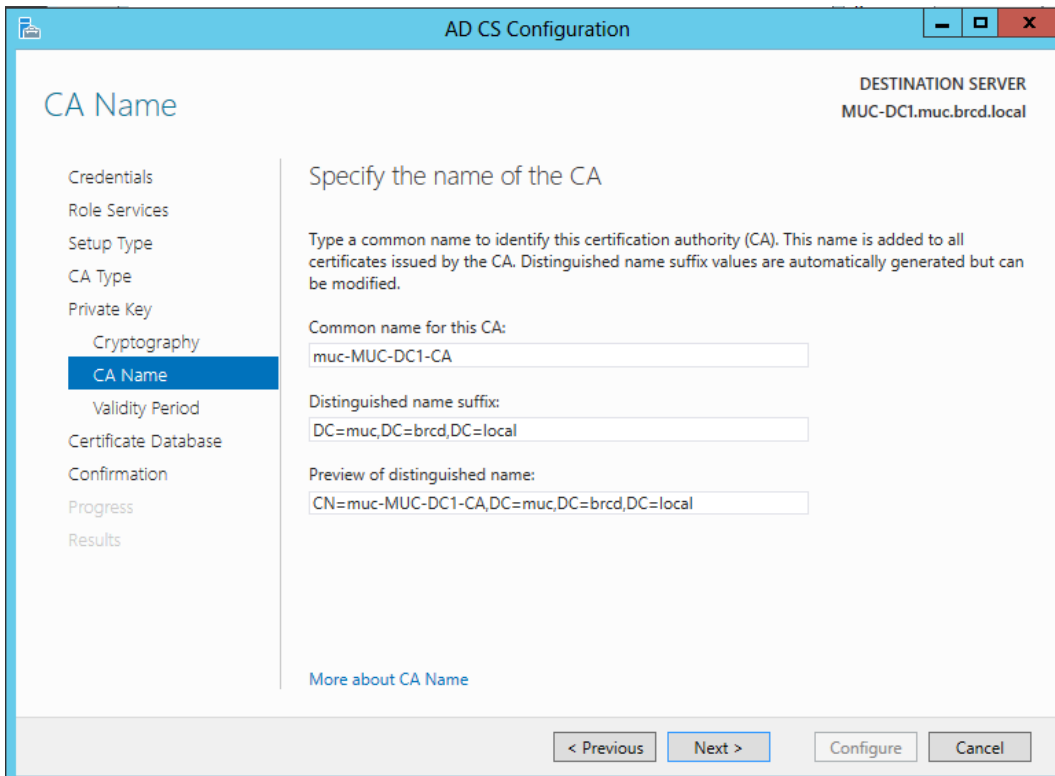 AD CS Configuration
CA Name
DESTINATION SERVER
MUC-DC1.muc.brcd.local
Credentials
Role Services
Setup Type
CA Type
Private Key
Cryptography
CA Name
Validity Period
Certificate Database
Confirmation
Progress
Results
Specify the name of the CA
Type a common name to identify this certification authority (CA). This name is added to all
certificates issued by the CA. Distinguished name suffix values are automatically generated but can
be modified.
Common name for this CA:
muc-MUC-DC1-CA
Distinguished name suffix:
DC=muc,DC=brcd,DC=local
Preview of distinguished name:
CN=muc-MUC-DC1-CA,DC=muc,DC=brcd,DC=local
More about CA Name
< Previous
Next >
Configure
Cancel